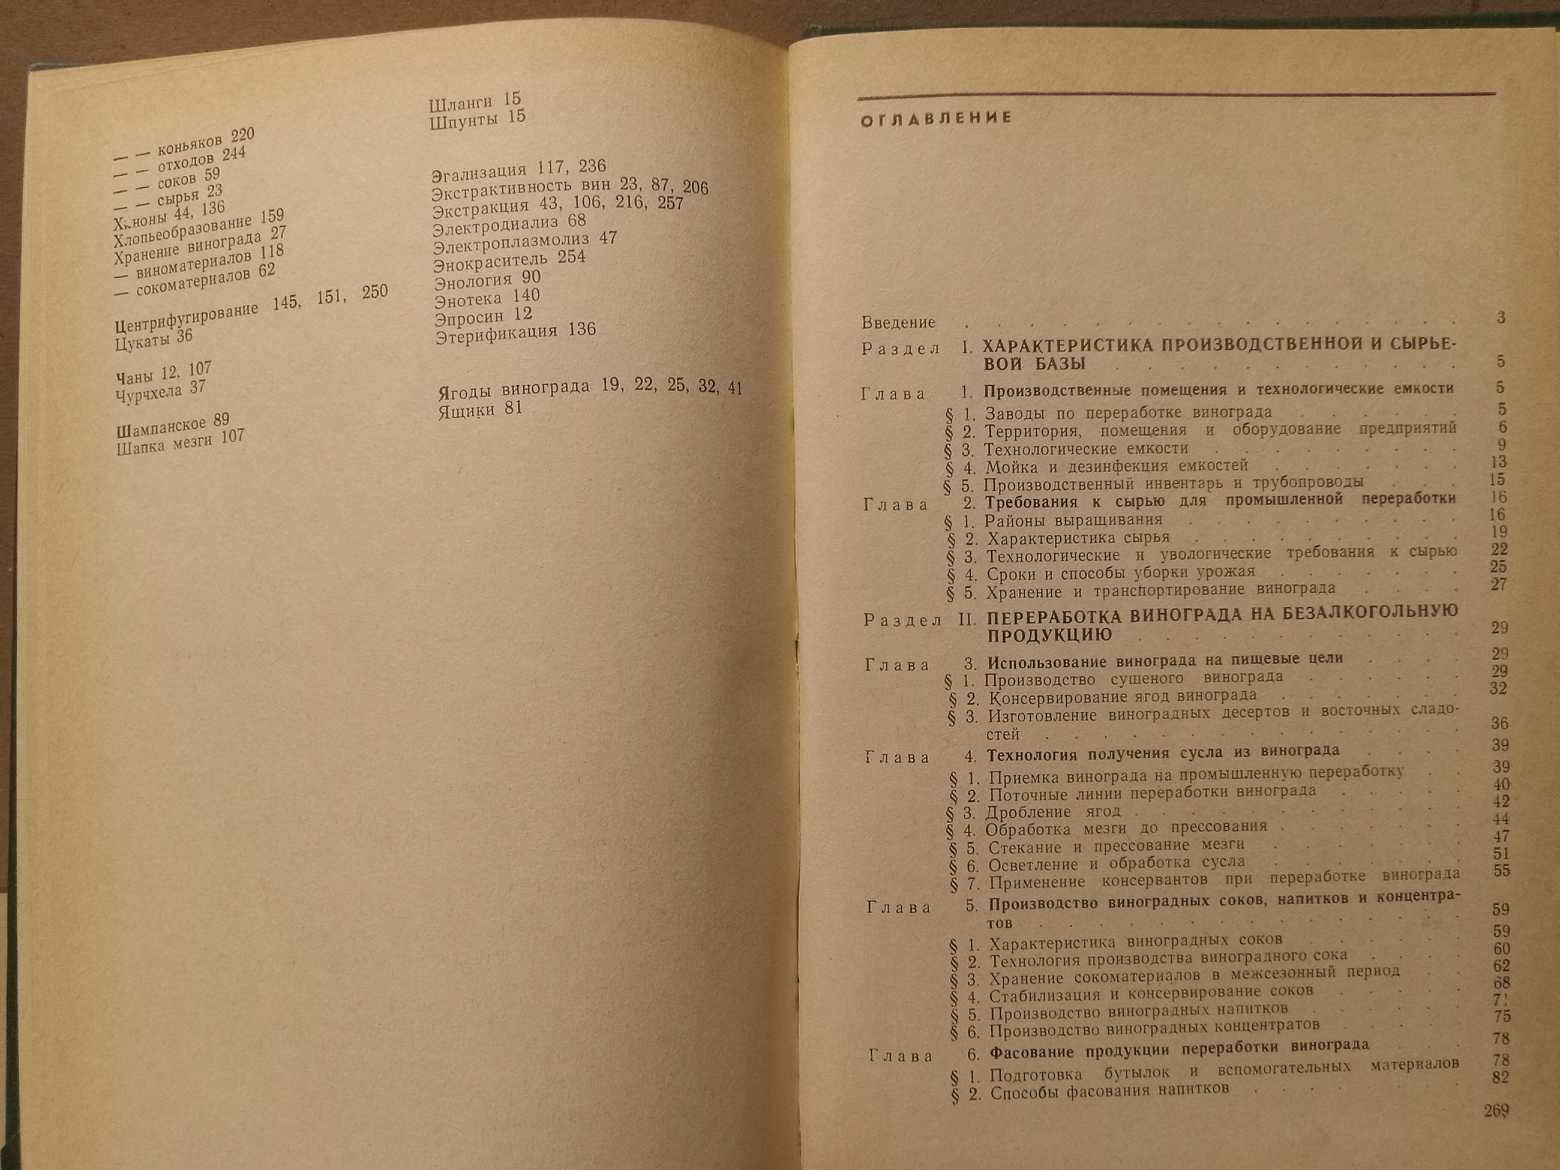 — — коньяков 220
— — отходов 244
— — соков 59
— — сырья 23
Хиноны 44, 136
Хлопьеобразование 159
Хранение винограда 27
— виноматериалов 118
— сокоматериалов 62
Центрифугирование 145, 151, 250
Цукаты 36
Чаны 12, 107
Чурчхела 37
Шампанское 89
Шапка мезги 107
Шланги 15
Шпунты 15
Эгализация 117, 236
Экстрактивность вин 23, 87, 206
Экстракция 43, 106, 216, 257
Электродиализ 68
Электроплазмолиз 47
Энокраситель 254
Энология 90
Энотека 140
Эпросин 12
Этерификация 136
Ягоды винограда 19, 22, 25, 32, 41
Ящики 81
ОГЛАВЛЕНИЕ
Введение . . . . . . . . . . . . . . . 3
Раздел I. ХАРАКТЕРИСТИКА ПРОИЗВОДСТВЕННОЙ И СЫРЬЕ-
ВОЙ БАЗЫ . . . . . . . . . . . 5
Глава 1. Производственные помещения и технологические емкости 5
§ 1. Заводы по переработке винограда . . . . . . 5
§ 2. Территория, помещения и оборудование предприятий 6
§ 3. Технологические емкости . . . . . . . . 9
§ 4. Мойка и дезинфекция емкостей . . . . . . 13
§ 5. Производственный инвентарь и трубопроводы . . . 15
Глава 2. Требования к сырью для промышленной переработки 16
§ 1. Районы выращивания . . . . . . . . . 16
§ 2. Характеристика сырья . . . . . . . . . 19
§ 3. Технологические и увологические требования к сырью 22
§ 4. Сроки и способы уборки урожая . . . . . . 25
§ 5. Хранение и транспортирование винограда . . . . 27
Раздел II. ПЕРЕРАБОТКА ВИНОГРАДА НА БЕЗАЛКОГОЛЬНУЮ
ПРОДУКЦИЮ . . . . . . . . . . . 29
Глава 3. Использование винограда на пищевые цели . . . . 29
§ 1. Производство сушеного винограда . . . . . 29
§ 2. Консервирование ягод винограда . . . . . . 32
§ 3. Изготовление виноградных десертов и восточных сладо-
стей . . . . . . . . . . . . . . 36
Глава 4. Технология получения сусла из винограда . . . . 39
§ 1. Приемка винограда на промышленную переработку . . 39
§ 2. Поточные линии переработки винограда . . . . 40
§ 3. Дробление ягод . . . . . . . . . . . 42
§ 4. Обработка мезги до прессования . . . . . . 44
§ 5. Стекание и прессование мезги . . . . . . 47
§ 6. Осветление и обработка сусла . . . . . . 51
§ 7. Применение консервантов при переработке винограда 55
Глава 5. Производство виноградных соков, напитков и концентра-
тов . . . . . . . . . . . . . . 59
§ 1. Характеристика виноградных соков . . . . . 59
§ 2. Технология производства виноградного сока . . . . 60
§ 3. Хранение сокоматериалов в межсезонный период . . 62
§ 4. Стабилизация и консервирование соков . . . . 68
§ 5. Производство виноградных напитков . . . . .
§ 6. Производство виноградных концентратов . . . . 75
Глава 6. Фасование продукции переработки винограда . . . 78
§ 1. Подготовка бутылок и вспомогательных материалов 78
§ 2. Способы фасования напитков . . . . . . . 82
269